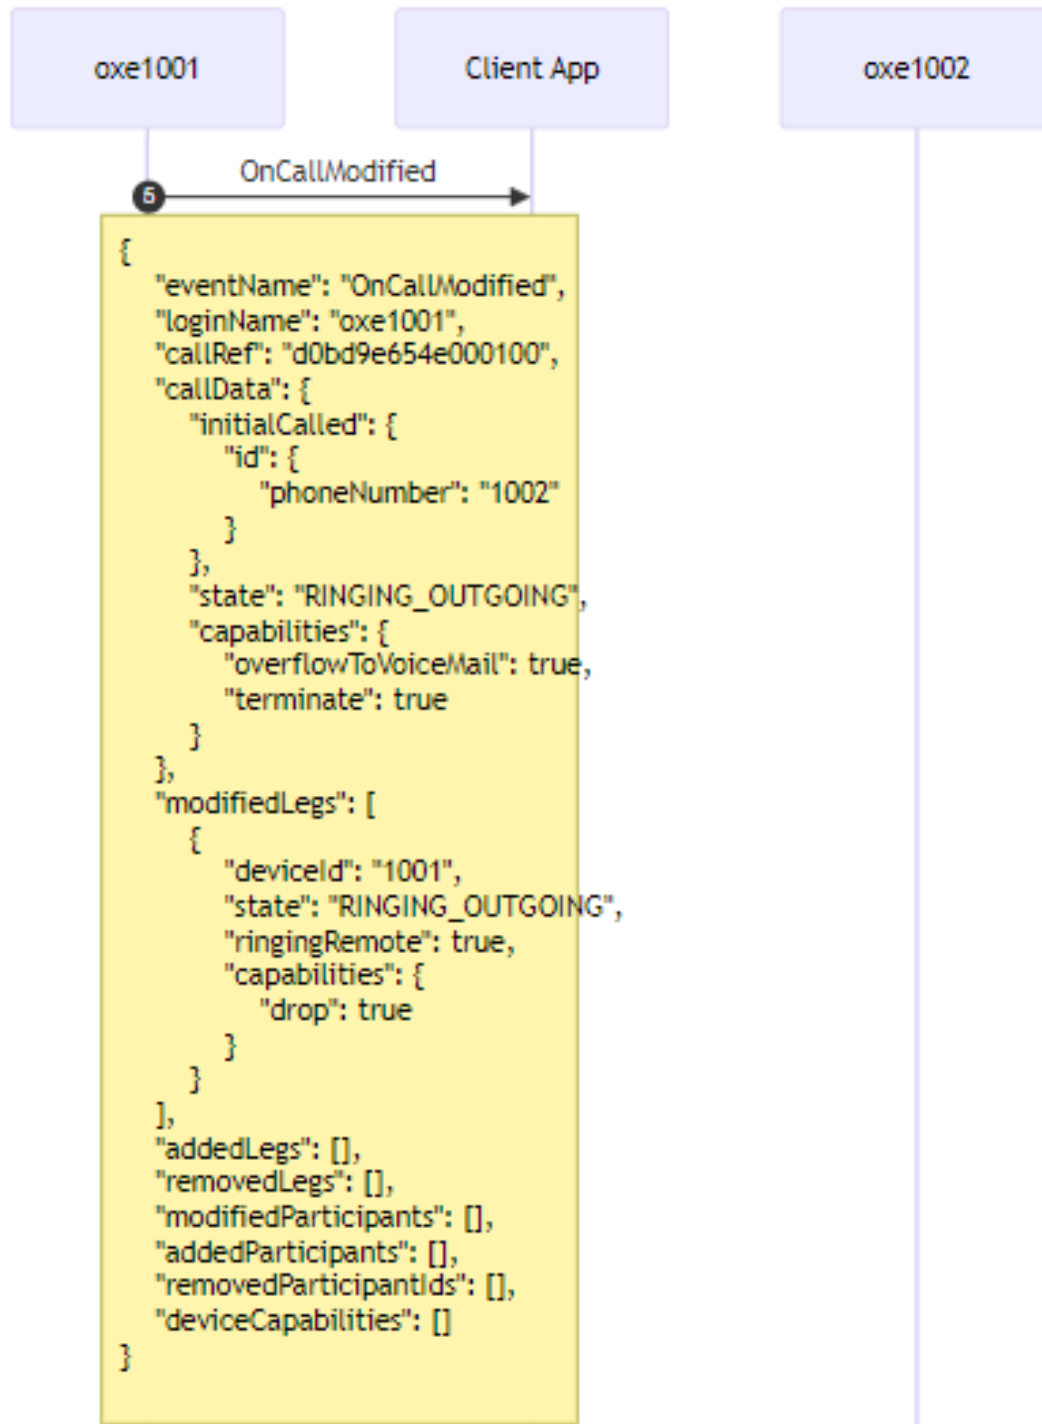 oxe1001
Client App
oxe1002
OnCallModified
5
{
"eventName": "OnCallModified",
"loginName": "oxe1001",
"callRef": "d0bd9e654e000100",
"callData": {
"initialCalled": {
"id": {
"phoneNumber": "1002"
}
},
"state": "RINGING_OUTGOING",
"capabilities": {
"overflowToVoiceMail": true,
"terminate": true
}
},
"modifiedLegs": [
{
"deviceId": "1001",
"state": "RINGING_OUTGOING",
"ringingRemote": true,
"capabilities": {
"drop": true
}
}
],
"addedLegs": [],
"removedLegs": [],
"modifiedParticipants": [],
"addedParticipants": [],
"removedParticipantIds": [],
"deviceCapabilities": []
}